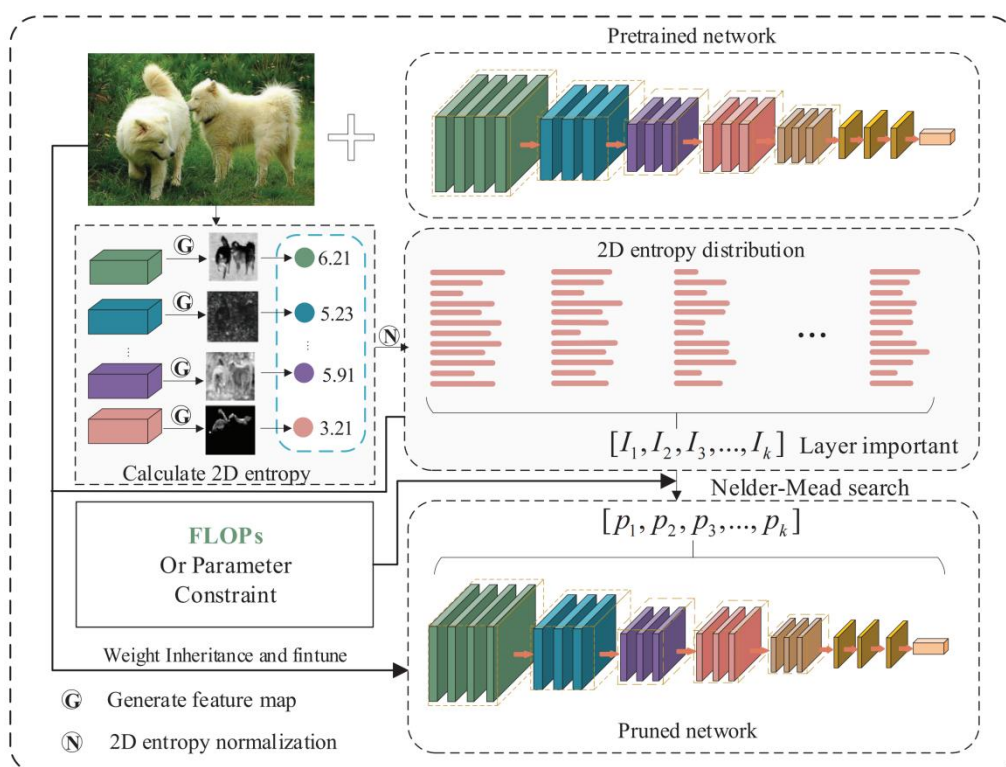 Pretrained network
G
6.21
G
5.23
G
5.91
G
3.21
Calculate 2D entropy
N
2D entropy distribution
...
[I1, I2, I3,..., Ik] Layer important
Nelder-Mead search
FLOPs
Or Parameter
Constraint
[p1, p2, p3,..., pk]
Weight Inheritance and fintune
G Generate feature map
N 2D entropy normalization
Pruned network